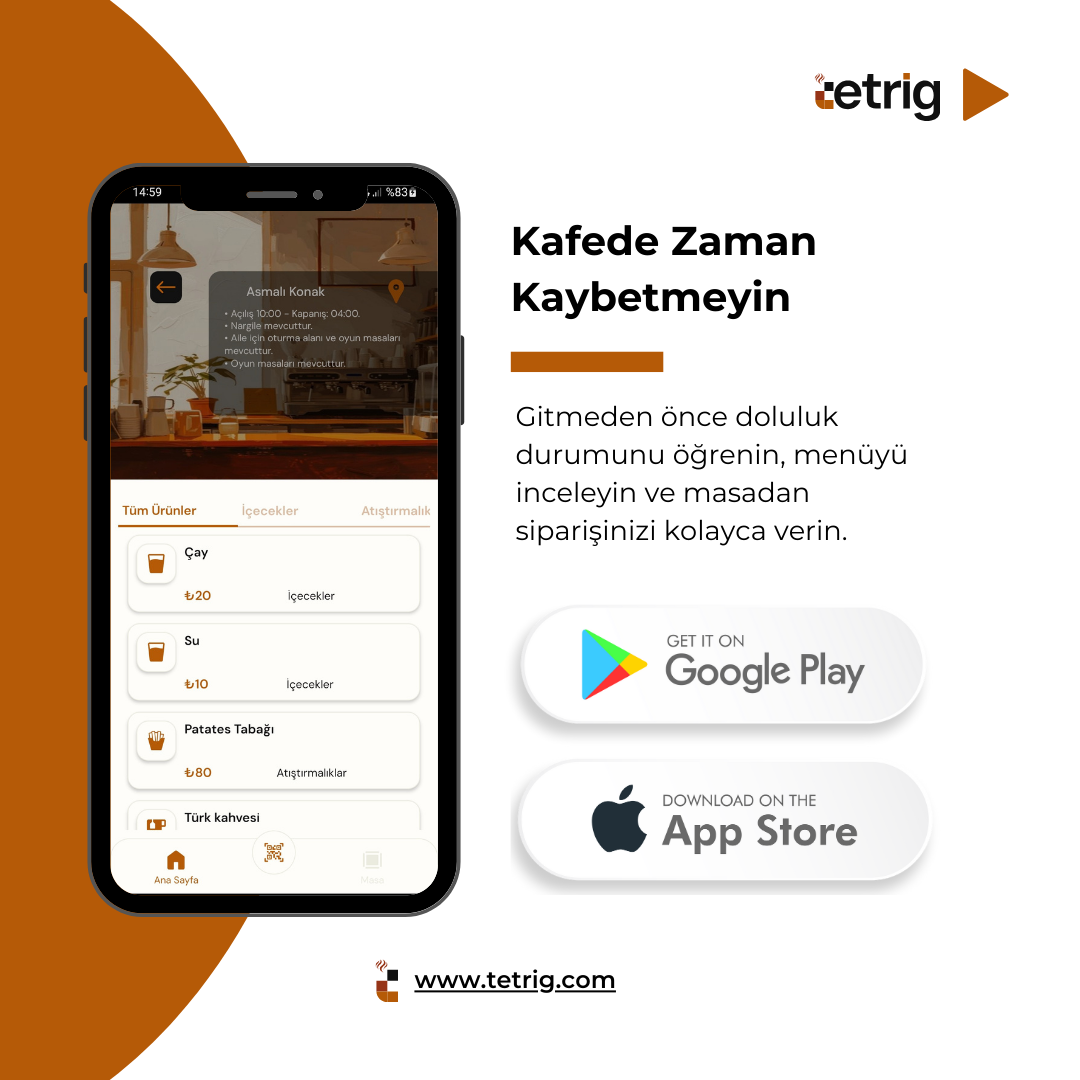 tetrig
14:59
%83
Kafede Zaman
Kaybetmeyin
Asmalı Konak
• Açılış 10:00 - Kapanış: 04:00.
• Nargile mevcuttur.
• Aile için oturma alanı ve oyun masaları
mevcuttur.
• Oyun masaları mevcuttur.
Gitmeden önce doluluk
durumunu öğrenin, menüyü
inceleyin ve masadan
siparişinizi kolayca verin.
Tüm Ürünler İçecekler Atıştırmalık
Çay
₺20 İçecekler
Su
₺10 İçecekler
Patates Tabağı
₺80 Atıştırmalıklar
Türk kahvesi
Ana Sayfa Masa
GET IT ON
Google Play
DOWNLOAD ON THE
App Store
www.tetrig.com